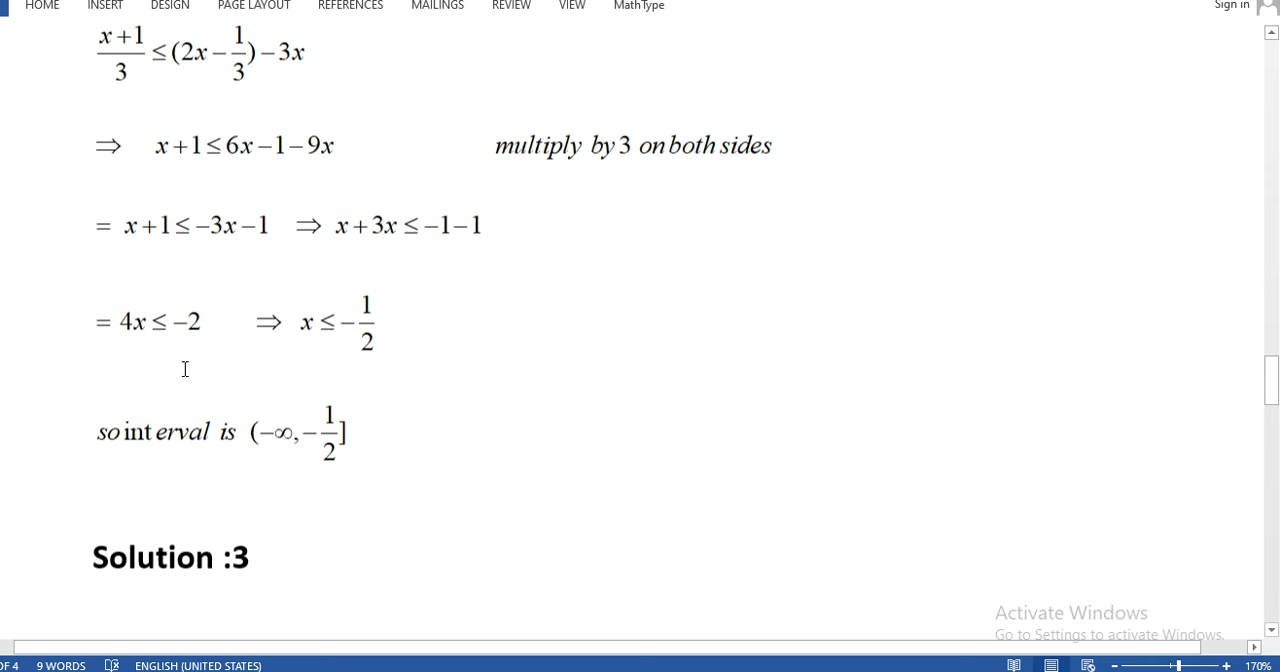 HOME INSERT DESIGN PAGE LAYOUT REFERENCES MAILINGS REVIEW VIEW MathType Sign in
x+1/3 ≤ (2x − 1/3) − 3x
⇒ x+1 ≤ 6x −1− 9x multiply by 3 on both sides
= x+1 ≤ −3x −1 ⇒ x+3x ≤ −1−1
= 4x ≤ −2 ⇒ x ≤ −1/2
so interval is (−∞, −1/2]
Solution :3
Activate Windows
Go to Settings to activate Windows.
OF 4 9 WORDS ENGLISH (UNITED STATES) 170%